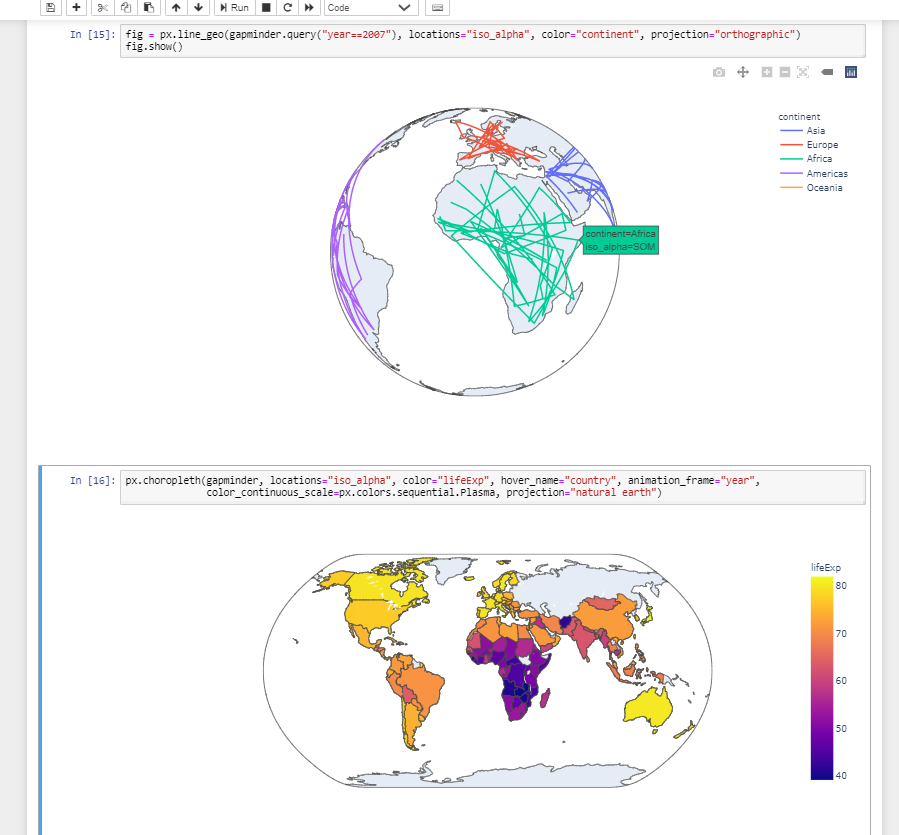 Run
Code
In [15]:
fig = px.line_geo(gapminder.query("year==2007"), locations="iso_alpha", color="continent", projection="orthographic")
fig.show()
continent
Asia
Europe
Africa
Americas
Oceania
continent=Africa
iso_alpha=SOM
In [16]:
px.choropleth(gapminder, locations="iso_alpha", color="lifeExp", hover_name="country", animation_frame="year",
color_continuous_scale=px.colors.sequential.Plasma, projection="natural earth")
lifeExp
80
70
60
50
40